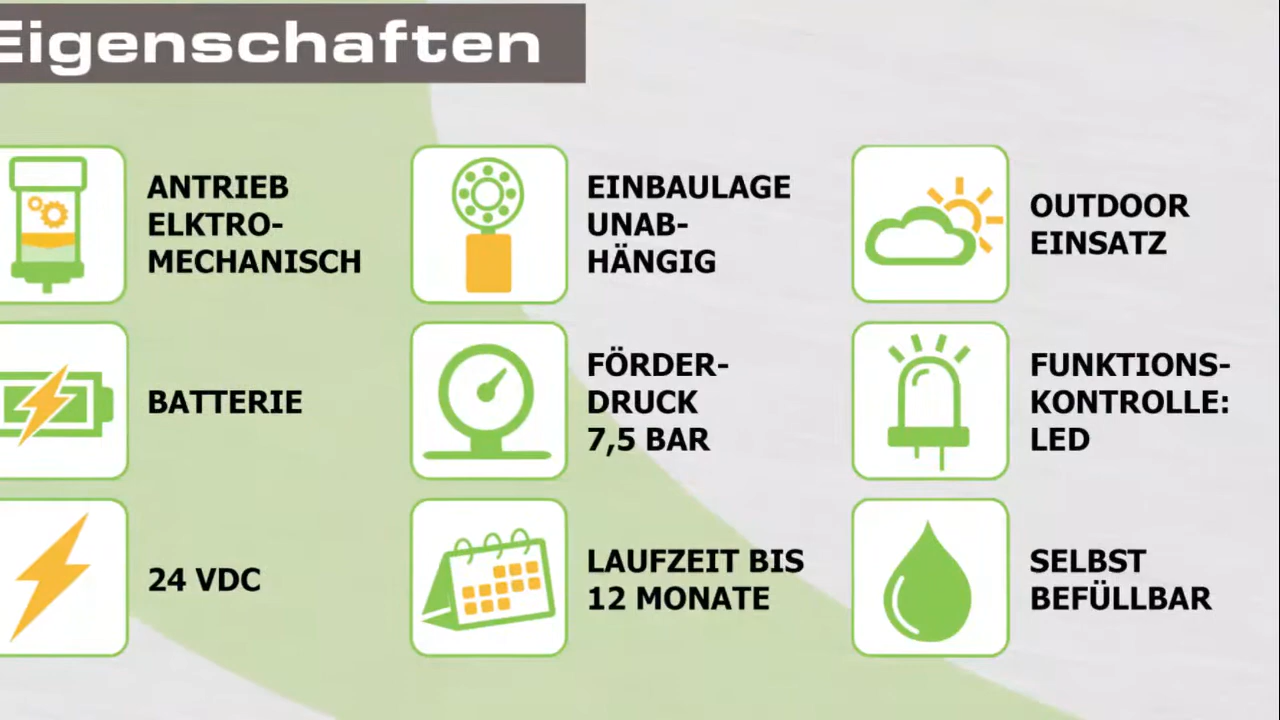 Eigenschaften
ANTRIEB
ELKTRO-
MECHANISCH
EINBAULAGE
UNAB-
HÄNGIG
OUTDOOR
EINSATZ
BATTERIE
FÖRDER-
DRUCK
7,5 BAR
FUNKTIONS-
KONTROLLE:
LED
24 VDC
LAUFZEIT BIS
12 MONATE
SELBST
BEFÜLLBAR